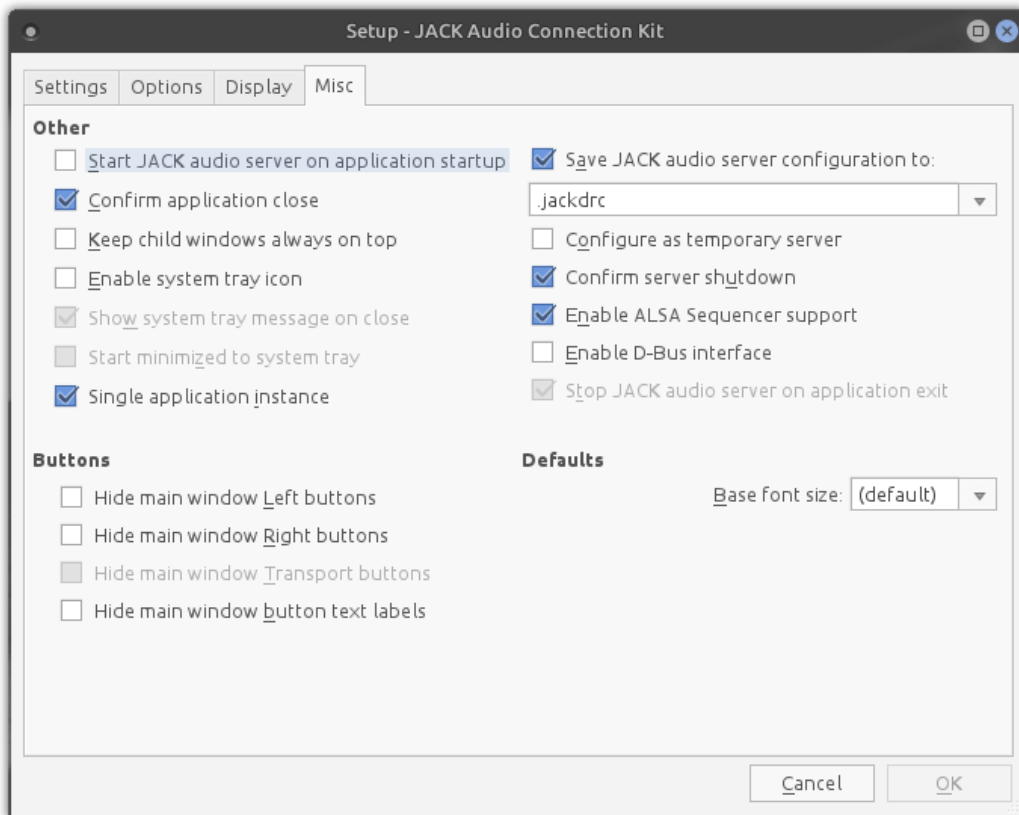 Setup - JACK Audio Connection Kit
Settings Options Display Misc
Other
Start JACK audio server on application startup
Confirm application close
Keep child windows always on top
Enable system tray icon
Show system tray message on close
Start minimized to system tray
Single application instance
Save JACK audio server configuration to:
.jackdrc
Configure as temporary server
Confirm server shutdown
Enable ALSA Sequencer support
Enable D-Bus interface
Stop JACK audio server on application exit
Buttons
Hide main window Left buttons
Hide main window Right buttons
Hide main window Transport buttons
Hide main window button text labels
Defaults
Base font size: (default)
Cancel OK